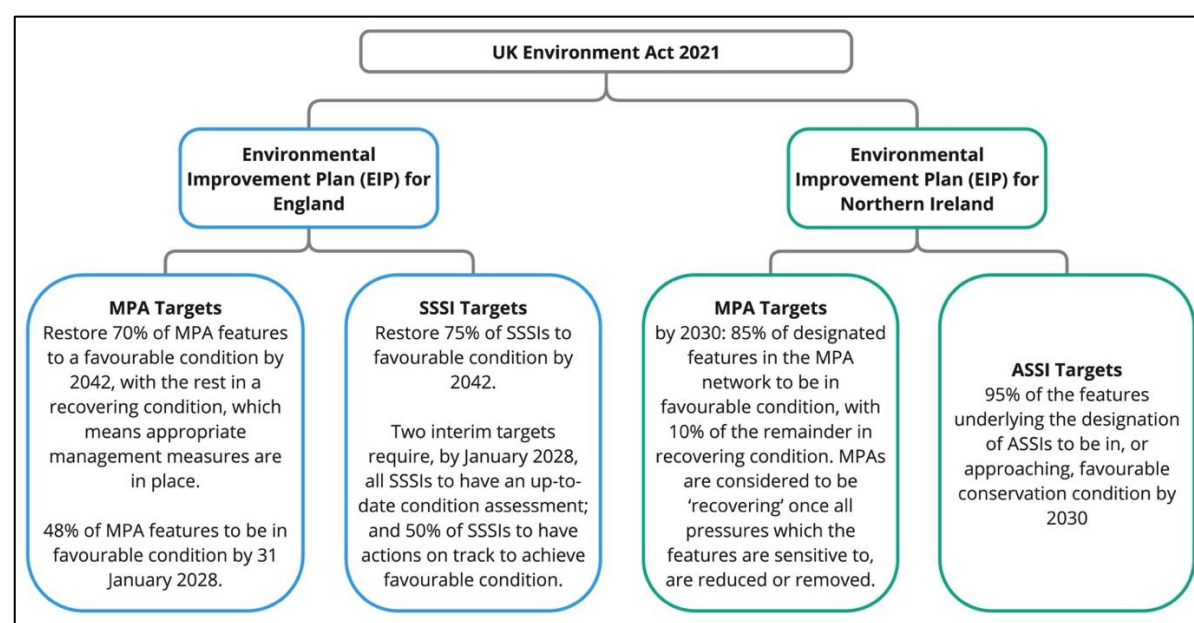 UK Environment Act 2021
Environmental
Improvement Plan (EIP) for
England
Environmental
Improvement Plan (EIP) for
Northern Ireland
MPA Targets
Restore 70% of MPA features
to a favourable condition by
2042, with the rest in a
recovering condition, which
means appropriate
management measures are
in place.
48% of MPA features to be in
favourable condition by 31
January 2028.
SSSI Targets
Restore 75% of SSSIs to
favourable condition by
2042.
Two interim targets
require, by January 2028,
all SSSIs to have an up-to-
date condition assessment;
and 50% of SSSIs to have
actions on track to achieve
favourable condition.
MPA Targets
by 2030: 85% of designated
features in the MPA
network to be in
favourable condition, with
10% of the remainder in
recovering condition. MPAs
are considered to be
‘recovering’ once all
pressures which the
features are sensitive to,
are reduced or removed.
ASSI Targets
95% of the features
underlying the designation
of ASSIs to be in, or
approaching, favourable
conservation condition by
2030